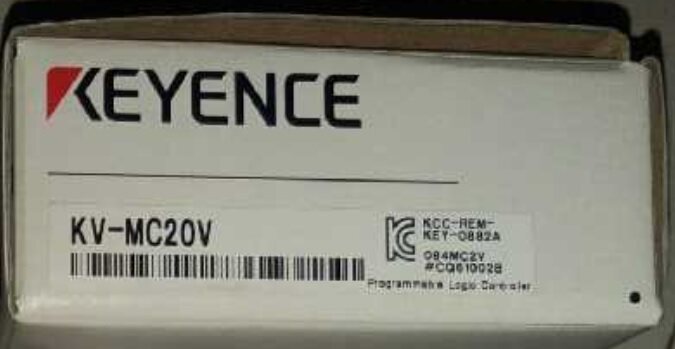 KEYENCE
KV-MC20V
KCC-REM-
KEY-0882A
084MC2V
#CQ61002B
Programmable Logic Controller